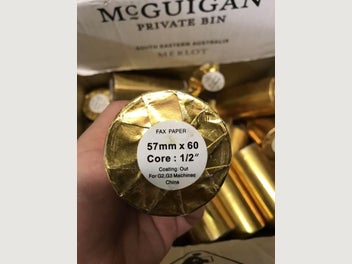 McGUIGAN
PRIVATE BIN
SOUTH EASTERN AUSTRALIA
MERLOT
FAX PAPER
57mm x 60
Core : 1/2"
Coating: Out
For G2,G3 Machines
China